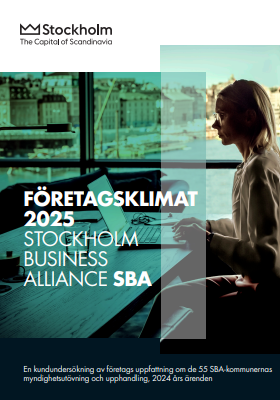 Stockholm
The Capital of Scandinavia
FÖRETAGSKLIMAT
2025
STOCKHOLM
BUSINESS
ALLIANCE SBA
En kundundersökning av företags uppfattning om de 55 SBA-kommunernas
myndighetsutövning och upphandling, 2024 års ärenden